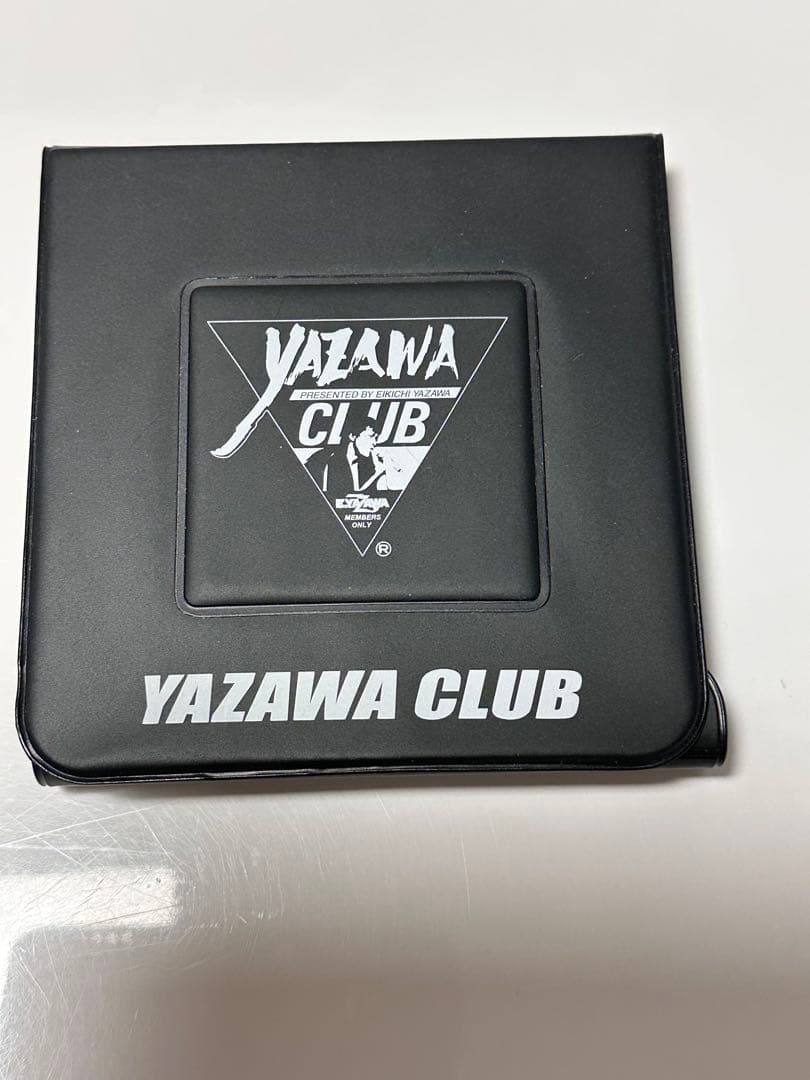 YAZAWA
PRESENTED BY EIKICHI YAZAWA
CLUB
E.YAZAWA
MEMBERS
ONLY
®
YAZAWA CLUB